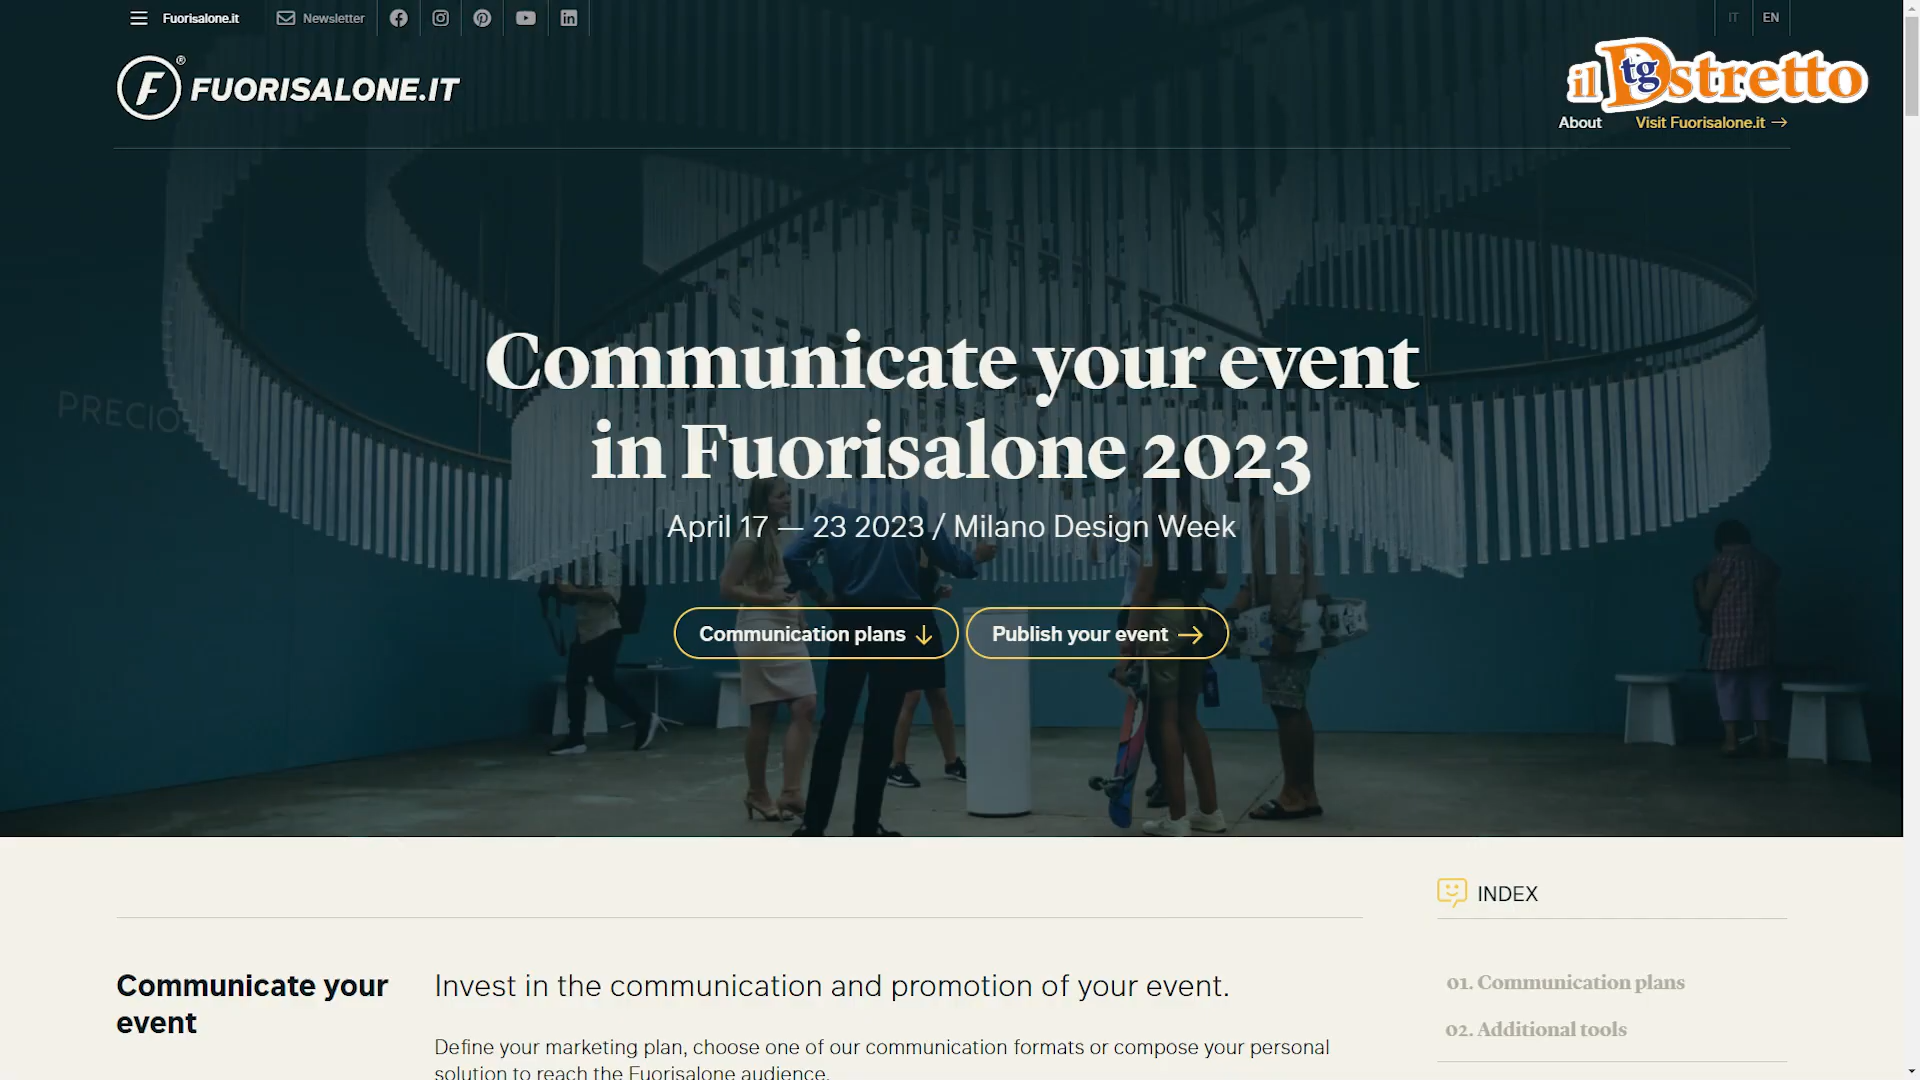 Fuorisalone.it
Newsletter
IT
EN
F® FUORISALONE.IT
il tg Dstretto
About
Visit Fuorisalone.it →
PRECIO
Communicate your event
in Fuorisalone 2023
April 17 — 23 2023 / Milano Design Week
Communication plans ↓
Publish your event →
INDEX
Communicate your
event
Invest in the communication and promotion of your event.
Define your marketing plan, choose one of our communication formats or compose your personal
solution to reach the Fuorisalone audience.
01. Communication plans
02. Additional tools